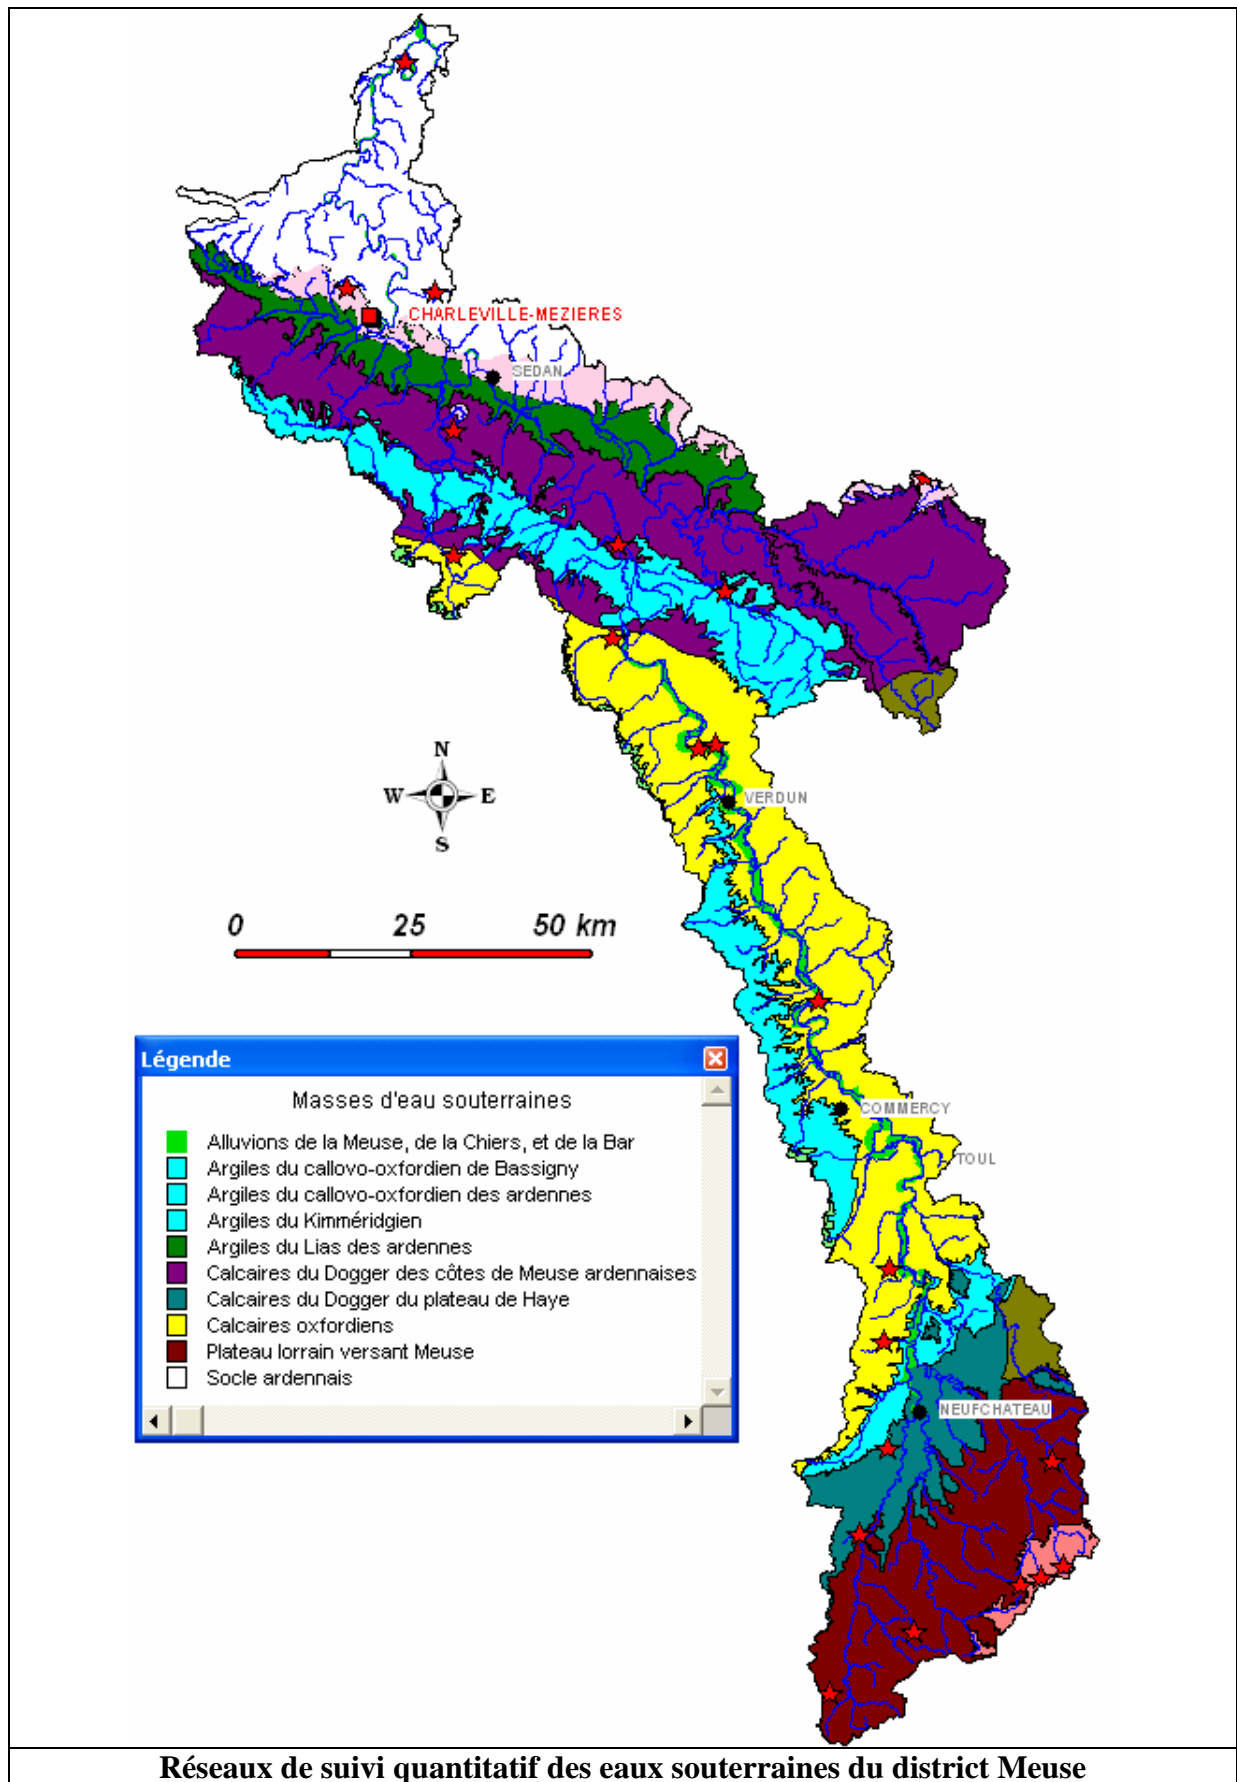 CHARLEVILLE-MEZIERES
SEDAN
N
W E
S
VERDUN
0 25 50 km
COMMERCY
TOUL
NEUFCHATEAU
Légende
Masses d'eau souterraines
Alluvions de la Meuse, de la Chiers, et de la Bar
Argiles du callovo-oxfordien de Bassigny
Argiles du callovo-oxfordien des ardennes
Argiles du Kimméridgien
Argiles du Lias des ardennes
Calcaires du Dogger des côtes de Meuse ardennaises
Calcaires du Dogger du plateau de Haye
Calcaires oxfordiens
Plateau lorrain versant Meuse
Socle ardennais
Réseaux de suivi quantitatif des eaux souterraines du district Meuse